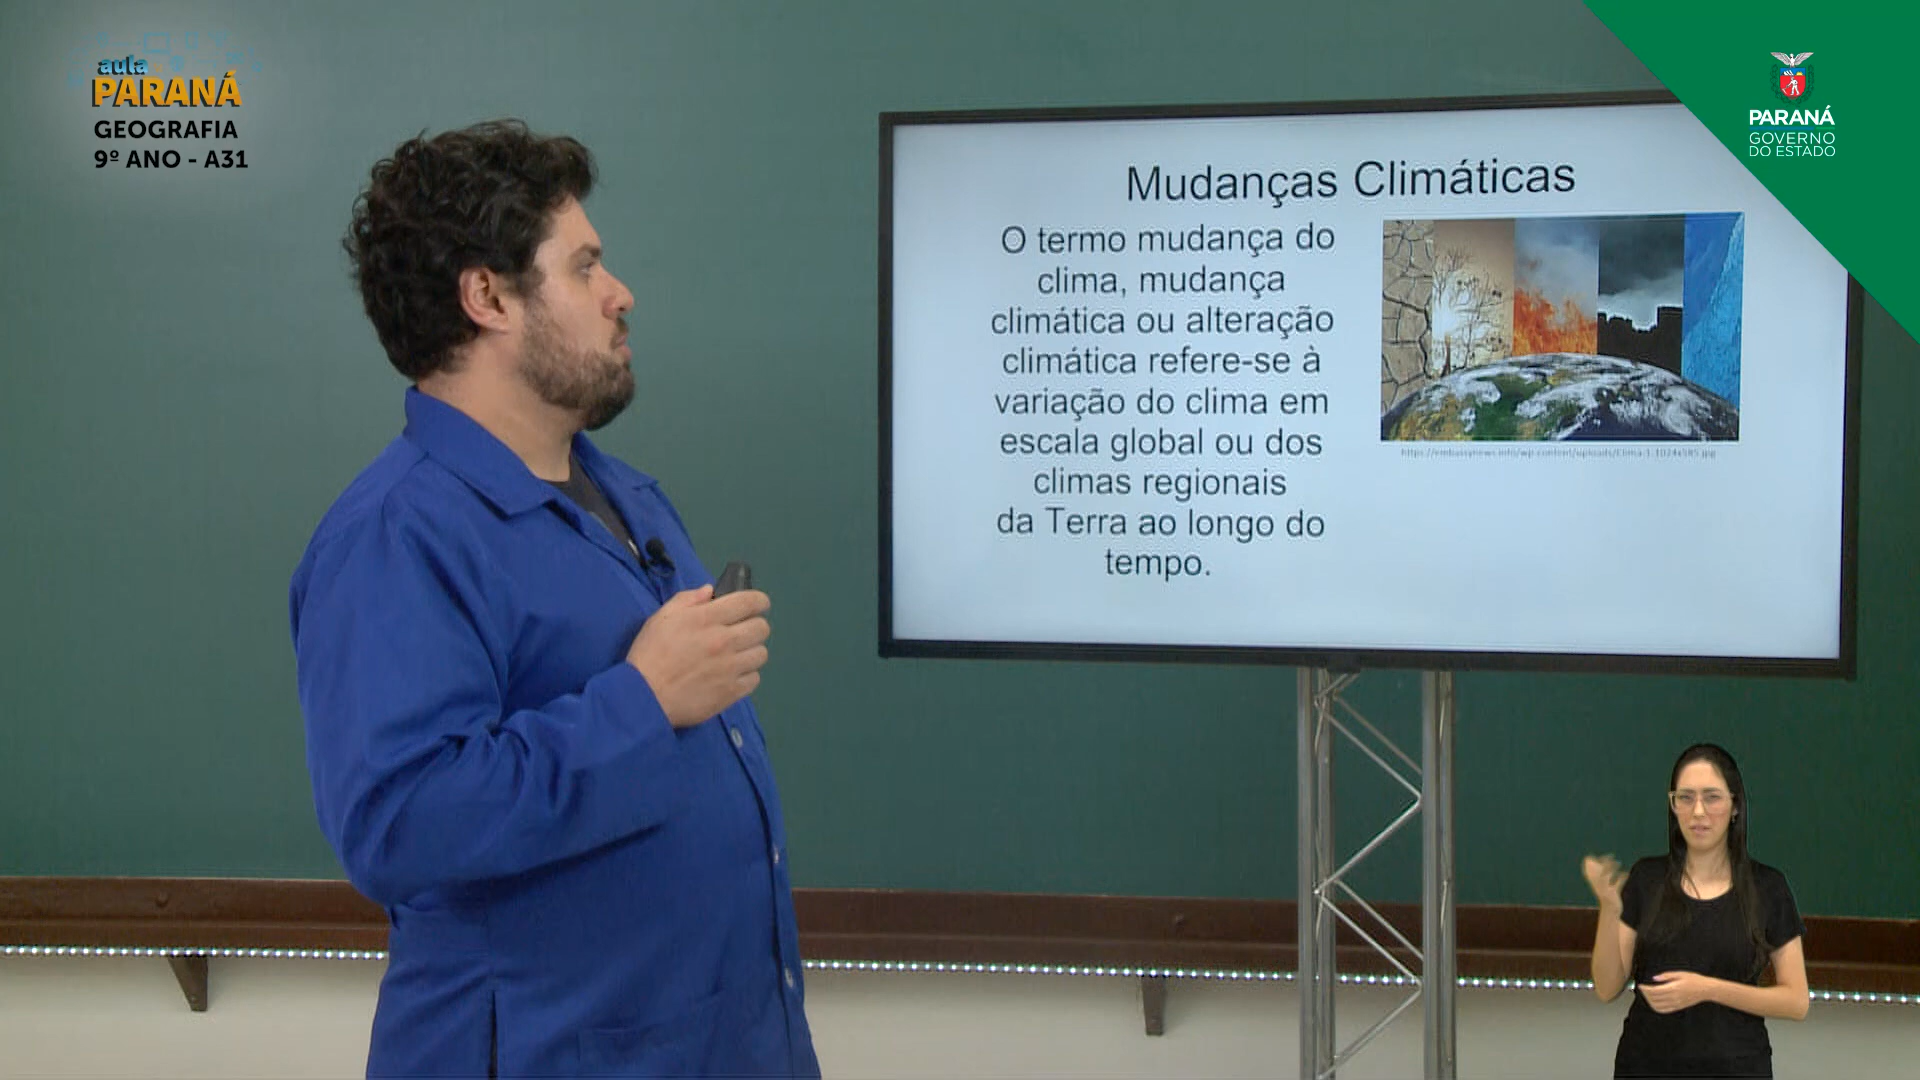 aula
PARANÁ
GEOGRAFIA
9º ANO - A31
PARANÁ
GOVERNO
DO ESTADO
Mudanças Climáticas
O termo mudança do
clima, mudança
climática ou alteração
climática refere-se à
variação do clima em
escala global ou dos
climas regionais
da Terra ao longo do
tempo.